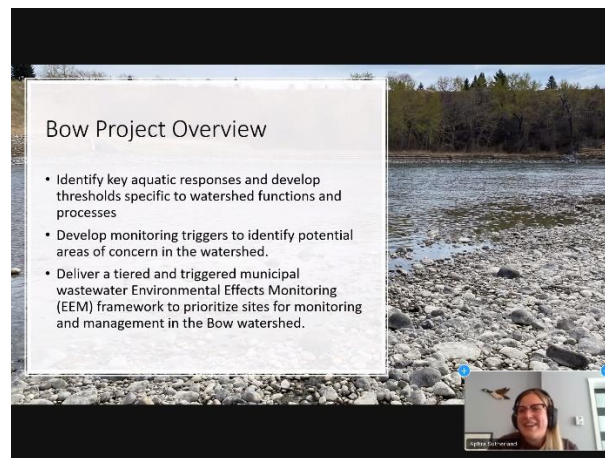 Bow Project Overview
• Identify key aquatic responses and develop
thresholds specific to watershed functions and
processes
• Develop monitoring triggers to identify potential
areas of concern in the watershed.
• Deliver a tiered and triggered municipal
wastewater Environmental Effects Monitoring
(EEM) framework to prioritize sites for monitoring
and management in the Bow watershed.
Sutherland